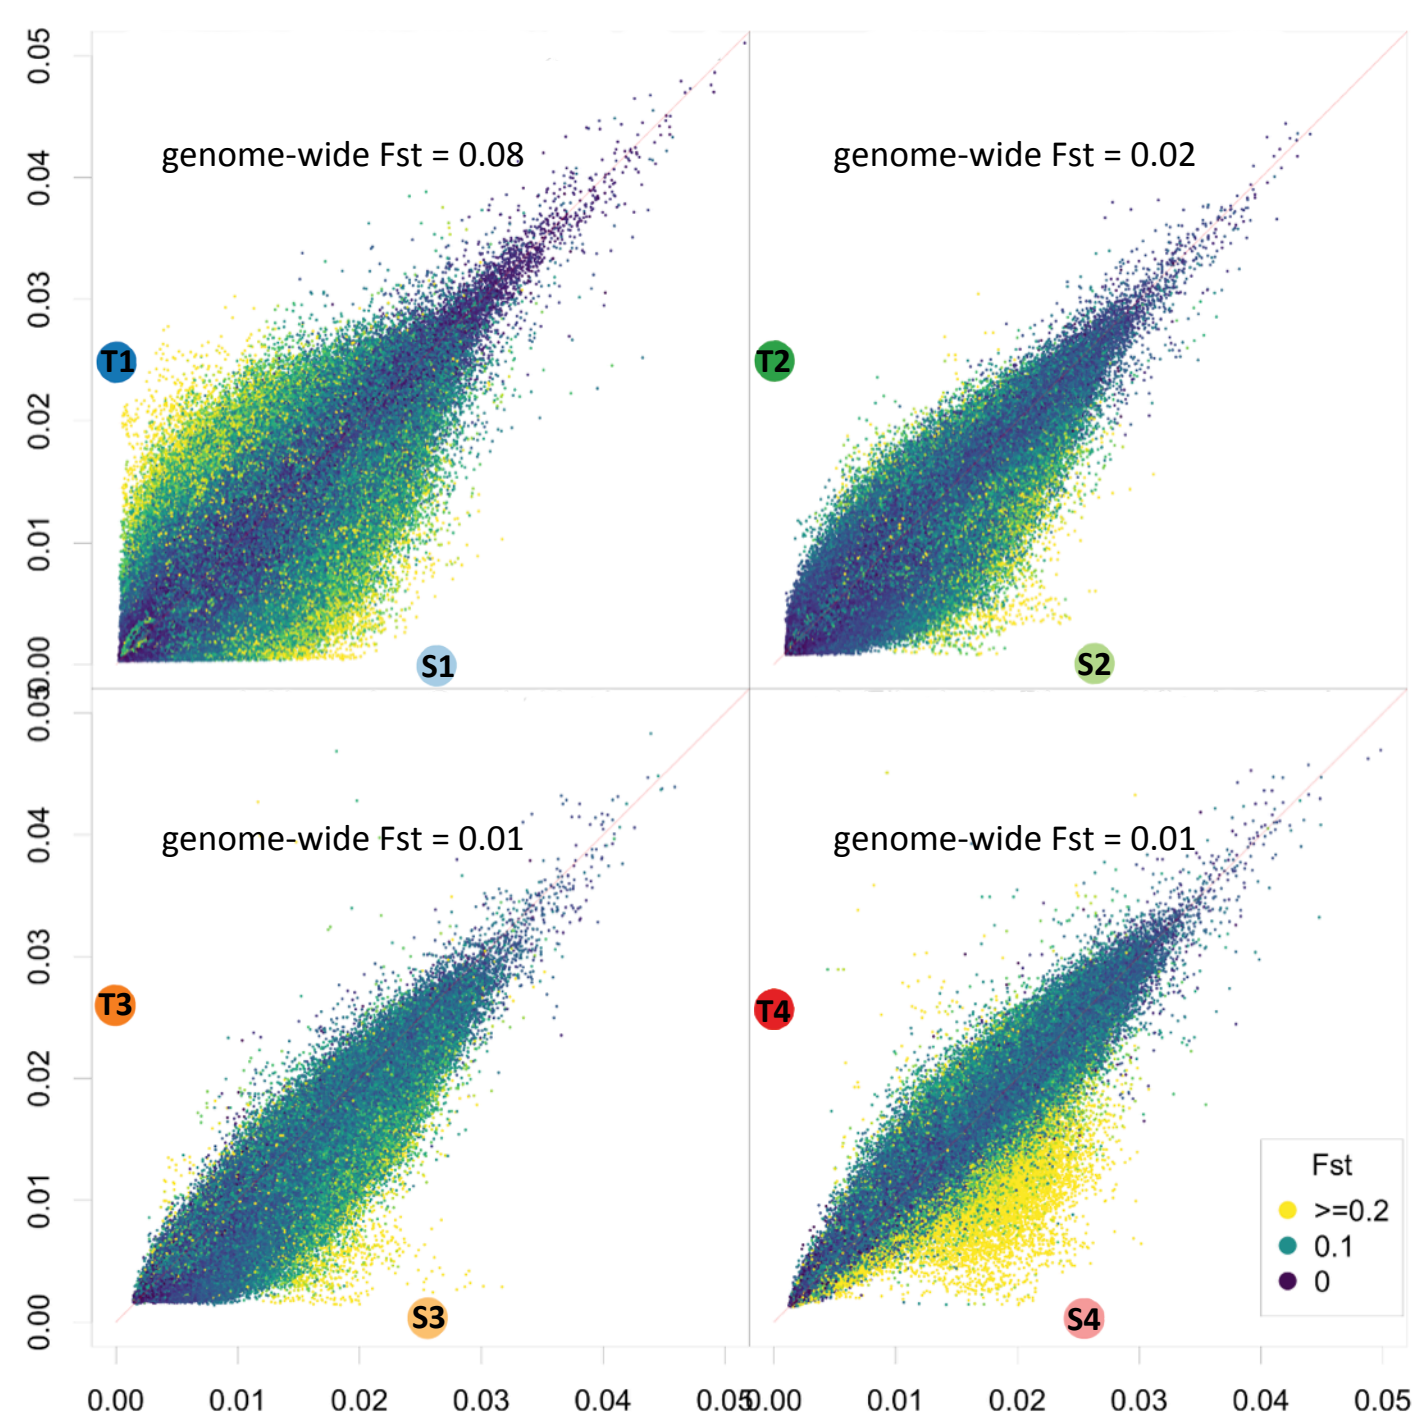 genome-wide Fst = 0.08
genome-wide Fst = 0.02
T1
T2
S1
S2
0.05
0.04
0.03
0.02
0.01
0.00
genome-wide Fst = 0.01
genome-wide Fst = 0.01
T3
T4
S3
S4
0.05
0.04
0.03
0.02
0.01
0.00
Fst
>=0.2
0.1
0
0.00 0.01 0.02 0.03 0.04 0.05 0.00 0.01 0.02 0.03 0.04 0.05